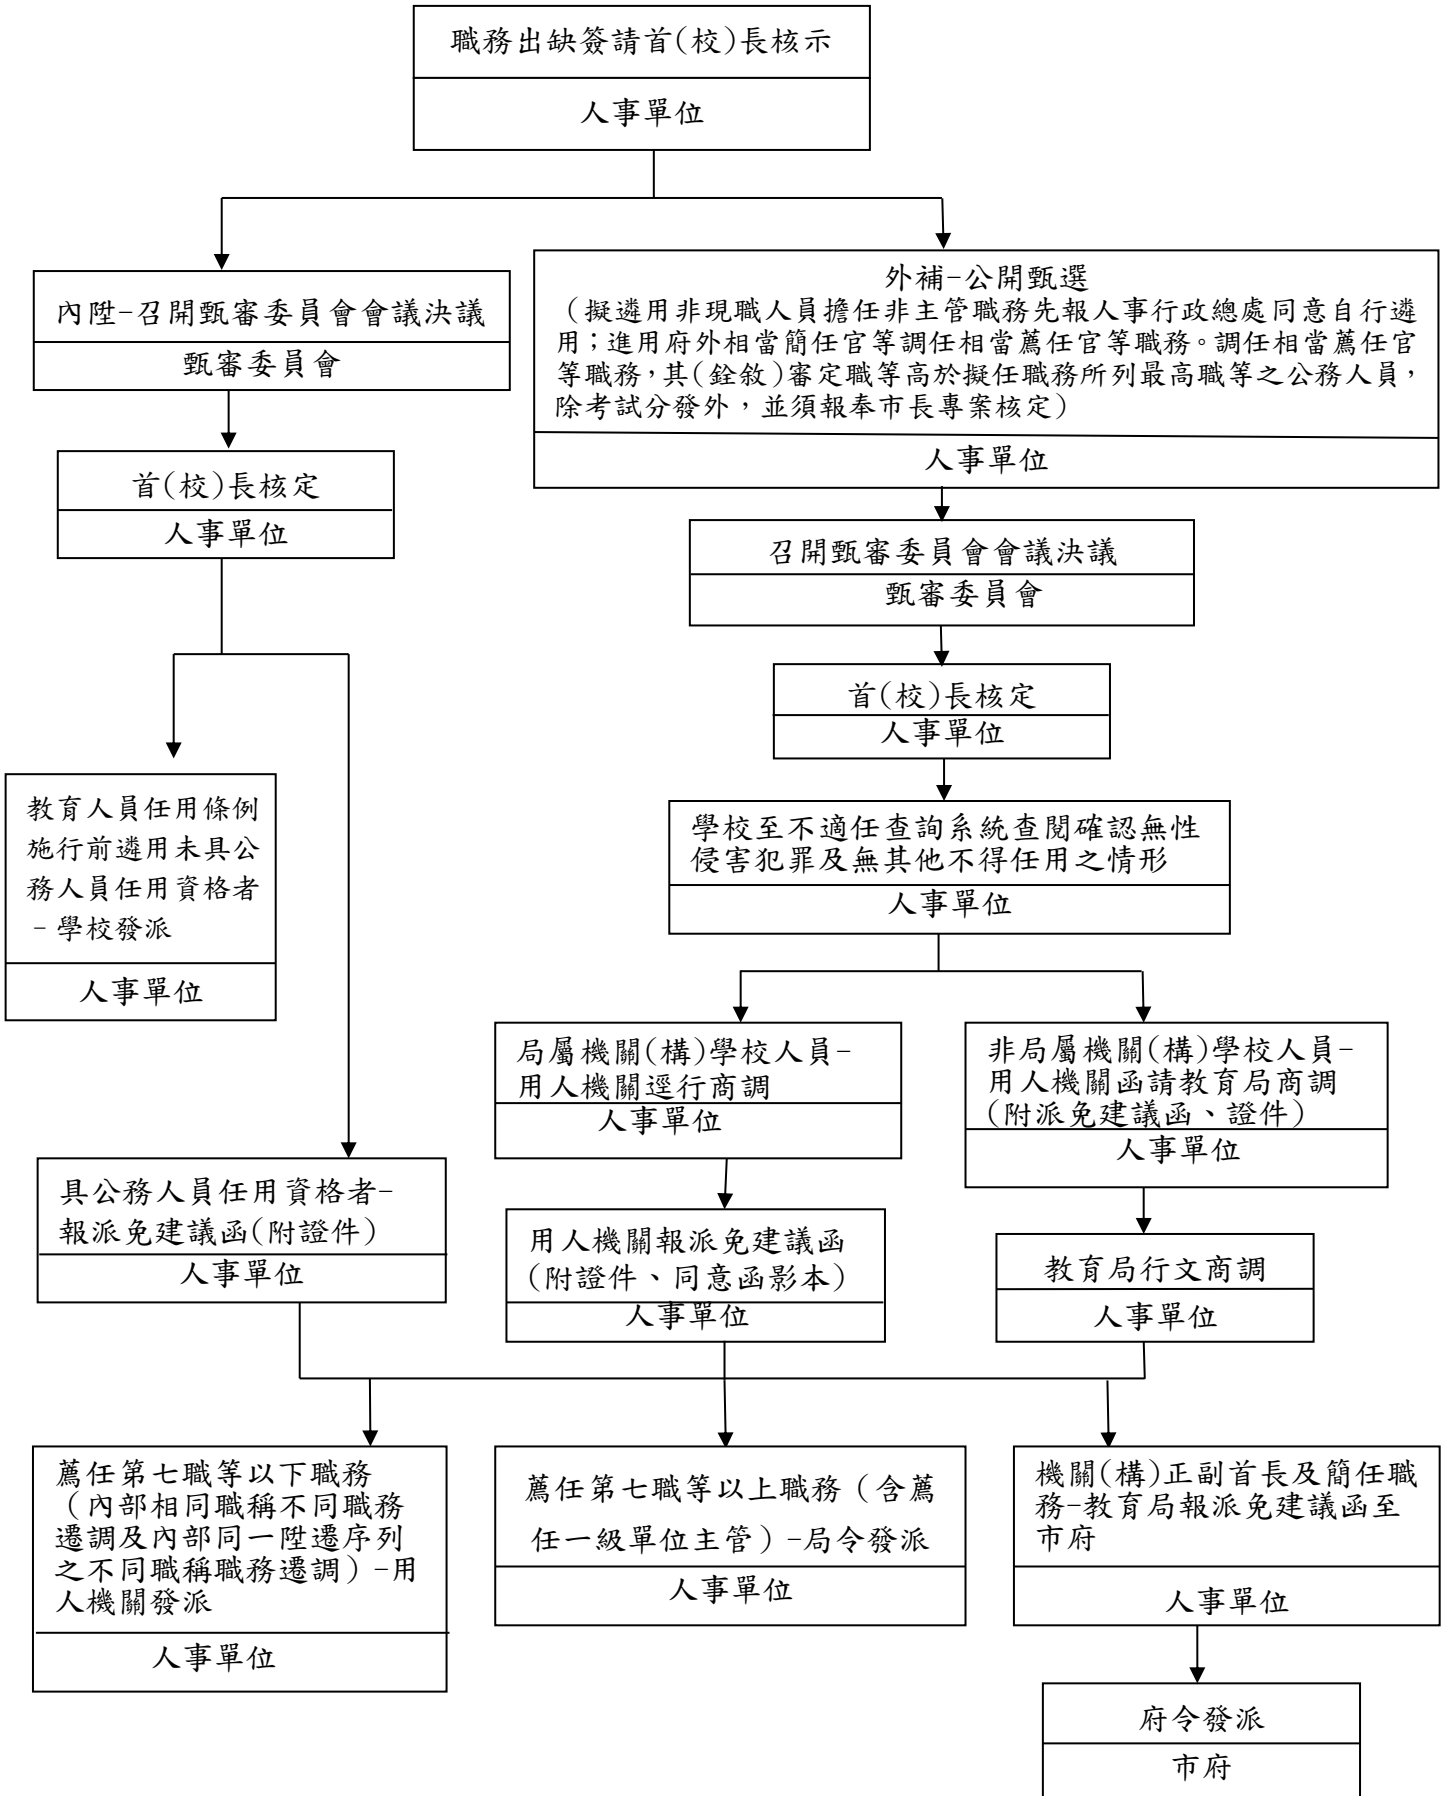 職務出缺簽請首(校)長核示
人事單位
內陞-召開甄審委員會會議決議
甄審委員會
首(校)長核定
人事單位
外補-公開甄選
（擬遴用非現職人員擔任非主管職務先報人事行政總處同意自行遴
用；進用府外相當簡任官等調任相當薦任官等職務。調任相當薦任官
等職務，其(銓敘)審定職等高於擬任職務所列最高職等之公務人員，
除考試分發外，並須報奉市長專案核定）
人事單位
召開甄審委員會會議決議
甄審委員會
首(校)長核定
人事單位
教育人員任用條例
施行前遴用未具公
務人員任用資格者
-學校發派
人事單位
學校至不適任查詢系統查閱確認無性
侵害犯罪及無其他不得任用之情形
人事單位
局屬機關(構)學校人員-
用人機關逕行商調
人事單位
非局屬機關(構)學校人員-
用人機關函請教育局商調
(附派免建議函、證件)
人事單位
具公務人員任用資格者-
報派免建議函(附證件)
人事單位
用人機關報派免建議函
(附證件、同意函影本)
人事單位
教育局行文商調
人事單位
薦任第七職等以下職務
（內部相同職稱不同職務
遷調及內部同一陞遷序列
之不同職稱職務遷調）-用
人機關發派
人事單位
薦任第七職等以上職務（含薦
任一級單位主管）-局令發派
人事單位
機關(構)正副首長及簡任職
務-教育局報派免建議函至
市府
人事單位
府令發派
市府